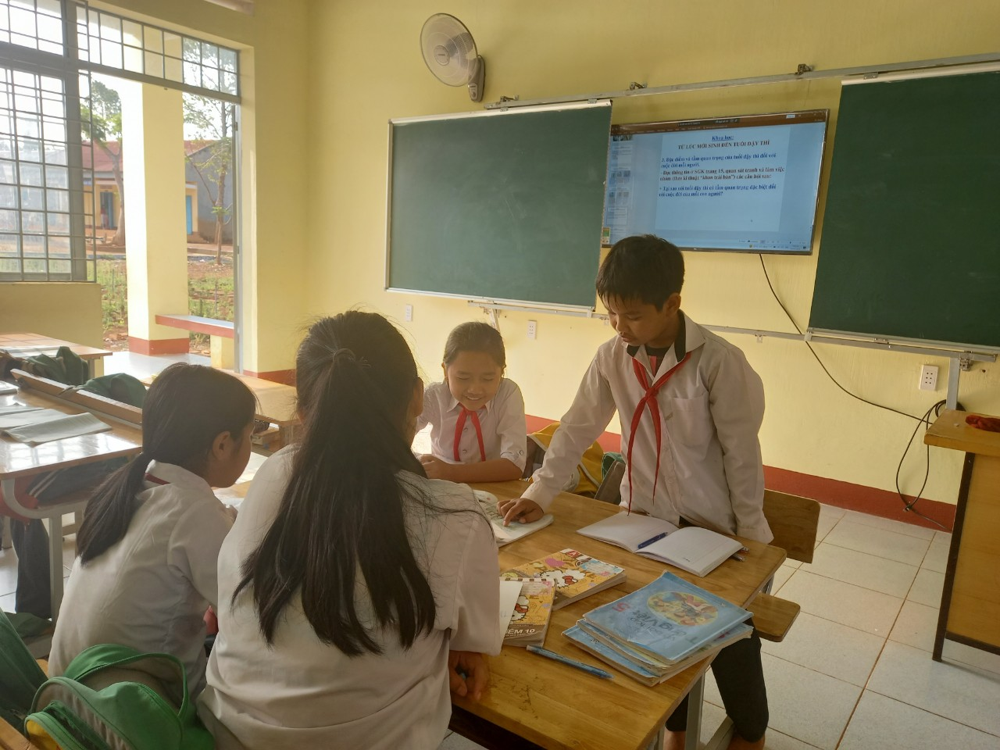 Khoa học:
TỪ LÚC MỚI SINH ĐẾN TUỔI DẬY THÌ
2. Đặc điểm và tầm quan trọng của tuổi dậy thì đối với
cuộc đời mỗi người.
- Đọc thông tin ở SGK trang 15, quan sát tranh và làm việc
nhóm (theo kĩ thuật "khăn trải bàn") các câu hỏi sau:
+ Tại sao nói tuổi dậy thì có tầm quan trọng đặc biệt đối
với cuộc đời của mỗi con người?
ĐIỂM 10
5